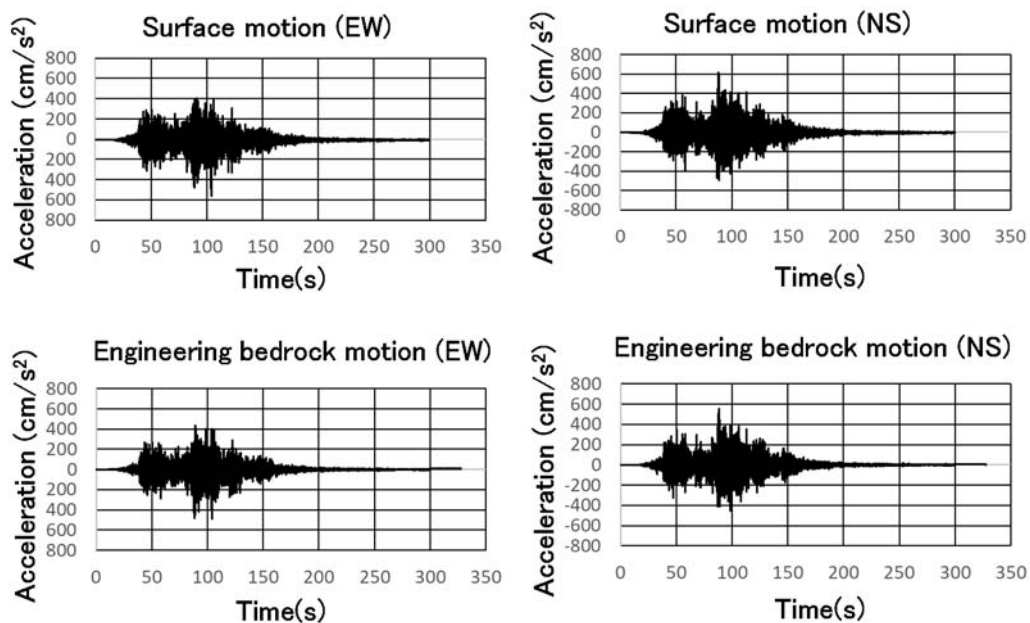 Surface motion (EW)
Acceleration (cm/s²)
800
600
400
200
0
200
400
600
800
0 50 100 150 200 250 300 350
Time(s)
Surface motion (NS)
Acceleration (cm/s²)
800
600
400
200
0
-200
-400
-600
-800
0 50 100 150 200 250 300 350
Time(s)
Engineering bedrock motion (EW)
Acceleration (cm/s²)
800
600
400
200
0
200
400
600
800
0 50 100 150 200 250 300 350
Time(s)
Engineering bedrock motion (NS)
Acceleration (cm/s²)
800
600
400
200
0
-200
-400
-600
-800
0 50 100 150 200 250 300 350
Time(s)